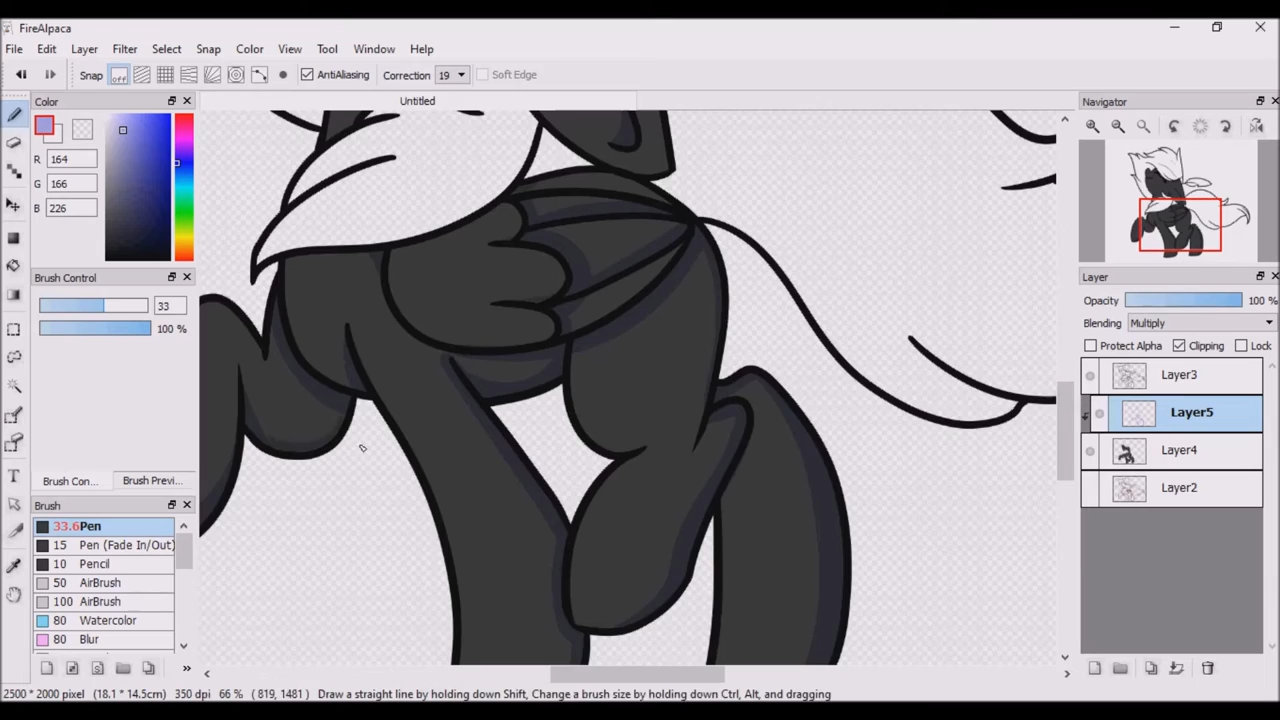 FireAlpaca
File Edit Layer Filter Select Snap Color View Tool Window Help
Snap off AntiAliasing Correction 19 Soft Edge
Color
R 164
G 166
B 226
Brush Control
33
100 %
Brush Con... Brush Previ...
Brush
33.6 Pen
15 Pen (Fade In/Out)
10 Pencil
50 AirBrush
100 AirBrush
80 Watercolor
80 Blur
Untitled
Navigator
Layer
Opacity 100 %
Blending Multiply
Protect Alpha Clipping Lock
Layer3
Layer5
Layer4
Layer2
2500 * 2000 pixel (18.1 * 14.5cm) 350 dpi 66 % ( 819, 1481 ) Draw a straight line by holding down Shift, Change a brush size by holding down Ctrl, Alt, and dragging